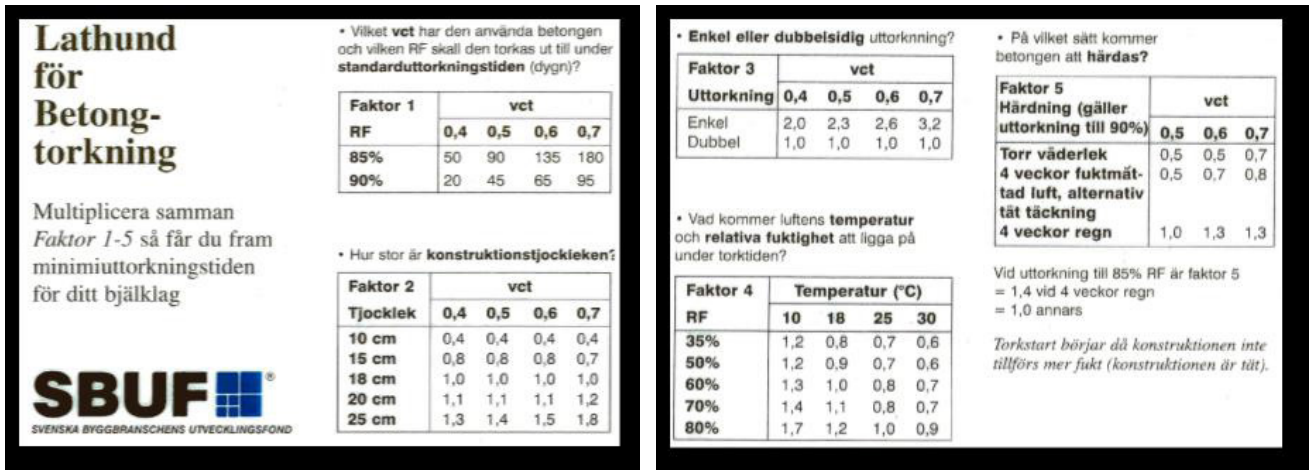 Lathund
för
Betong-
torkning
Multiplicera samman
Faktor 1-5 så får du fram
minimiuttorkningstiden
för ditt bjälklag
SBUF®
SVENSKA BYGGBRANSCHENS UTVECKLINGSFOND
• Vilket vct har den använda betongen
och vilken RF skall den torkas ut till under
standarduttorkningstiden (dygn)?
Faktor 1 vct
RF 0,4 0,5 0,6 0,7
85% 50 90 135 180
90% 20 45 65 95
• Hur stor är konstruktionstjockleken?
Faktor 2 vct
Tjocklek 0,4 0,5 0,6 0,7
10 cm 0,4 0,4 0,4 0,4
15 cm 0,8 0,8 0,8 0,7
18 cm 1,0 1,0 1,0 1,0
20 cm 1,1 1,1 1,1 1,2
25 cm 1,3 1,4 1,5 1,8
• Enkel eller dubbelsidig uttorknning?
Faktor 3 vct
Uttorkning 0,4 0,5 0,6 0,7
Enkel 2,0 2,3 2,6 3,2
Dubbel 1,0 1,0 1,0 1,0
• Vad kommer luftens temperatur
och relativa fuktighet att ligga på
under torktiden?
Faktor 4 Temperatur (°C)
RF 10 18 25 30
35% 1,2 0,8 0,7 0,6
50% 1,2 0,9 0,7 0,6
60% 1,3 1,0 0,8 0,7
70% 1,4 1,1 0,8 0,7
80% 1,7 1,2 1,0 0,9
• På vilket sätt kommer
betongen att härdas?
Faktor 5
Härdning (gäller vct
uttorkning till 90%) 0,5 0,6 0,7
Torr väderlek 0,5 0,5 0,7
4 veckor fuktmät- 0,5 0,7 0,8
tad luft, alternativ
tät täckning
4 veckor regn 1,0 1,3 1,3
Vid uttorkning till 85% RF är faktor 5
= 1,4 vid 4 veckor regn
= 1,0 annars
Torkstart börjar då konstruktionen inte
tillförs mer fukt (konstruktionen är tät).